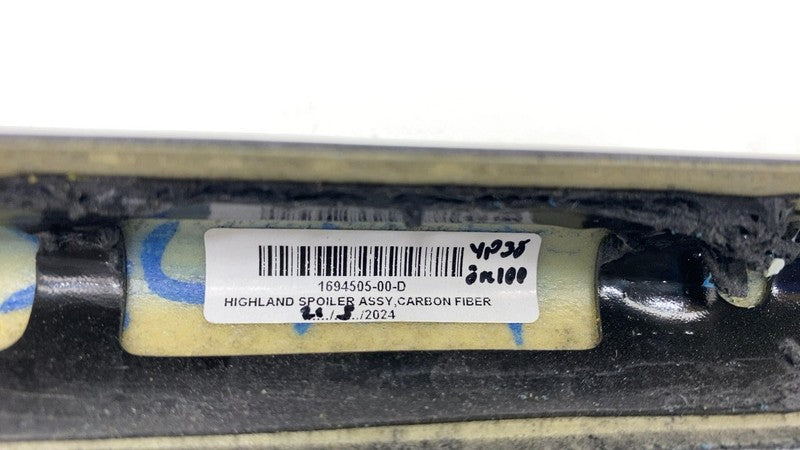 1694505-00-D
HIGHLAND SPOILER ASSY,CARBON FIBER
/2024